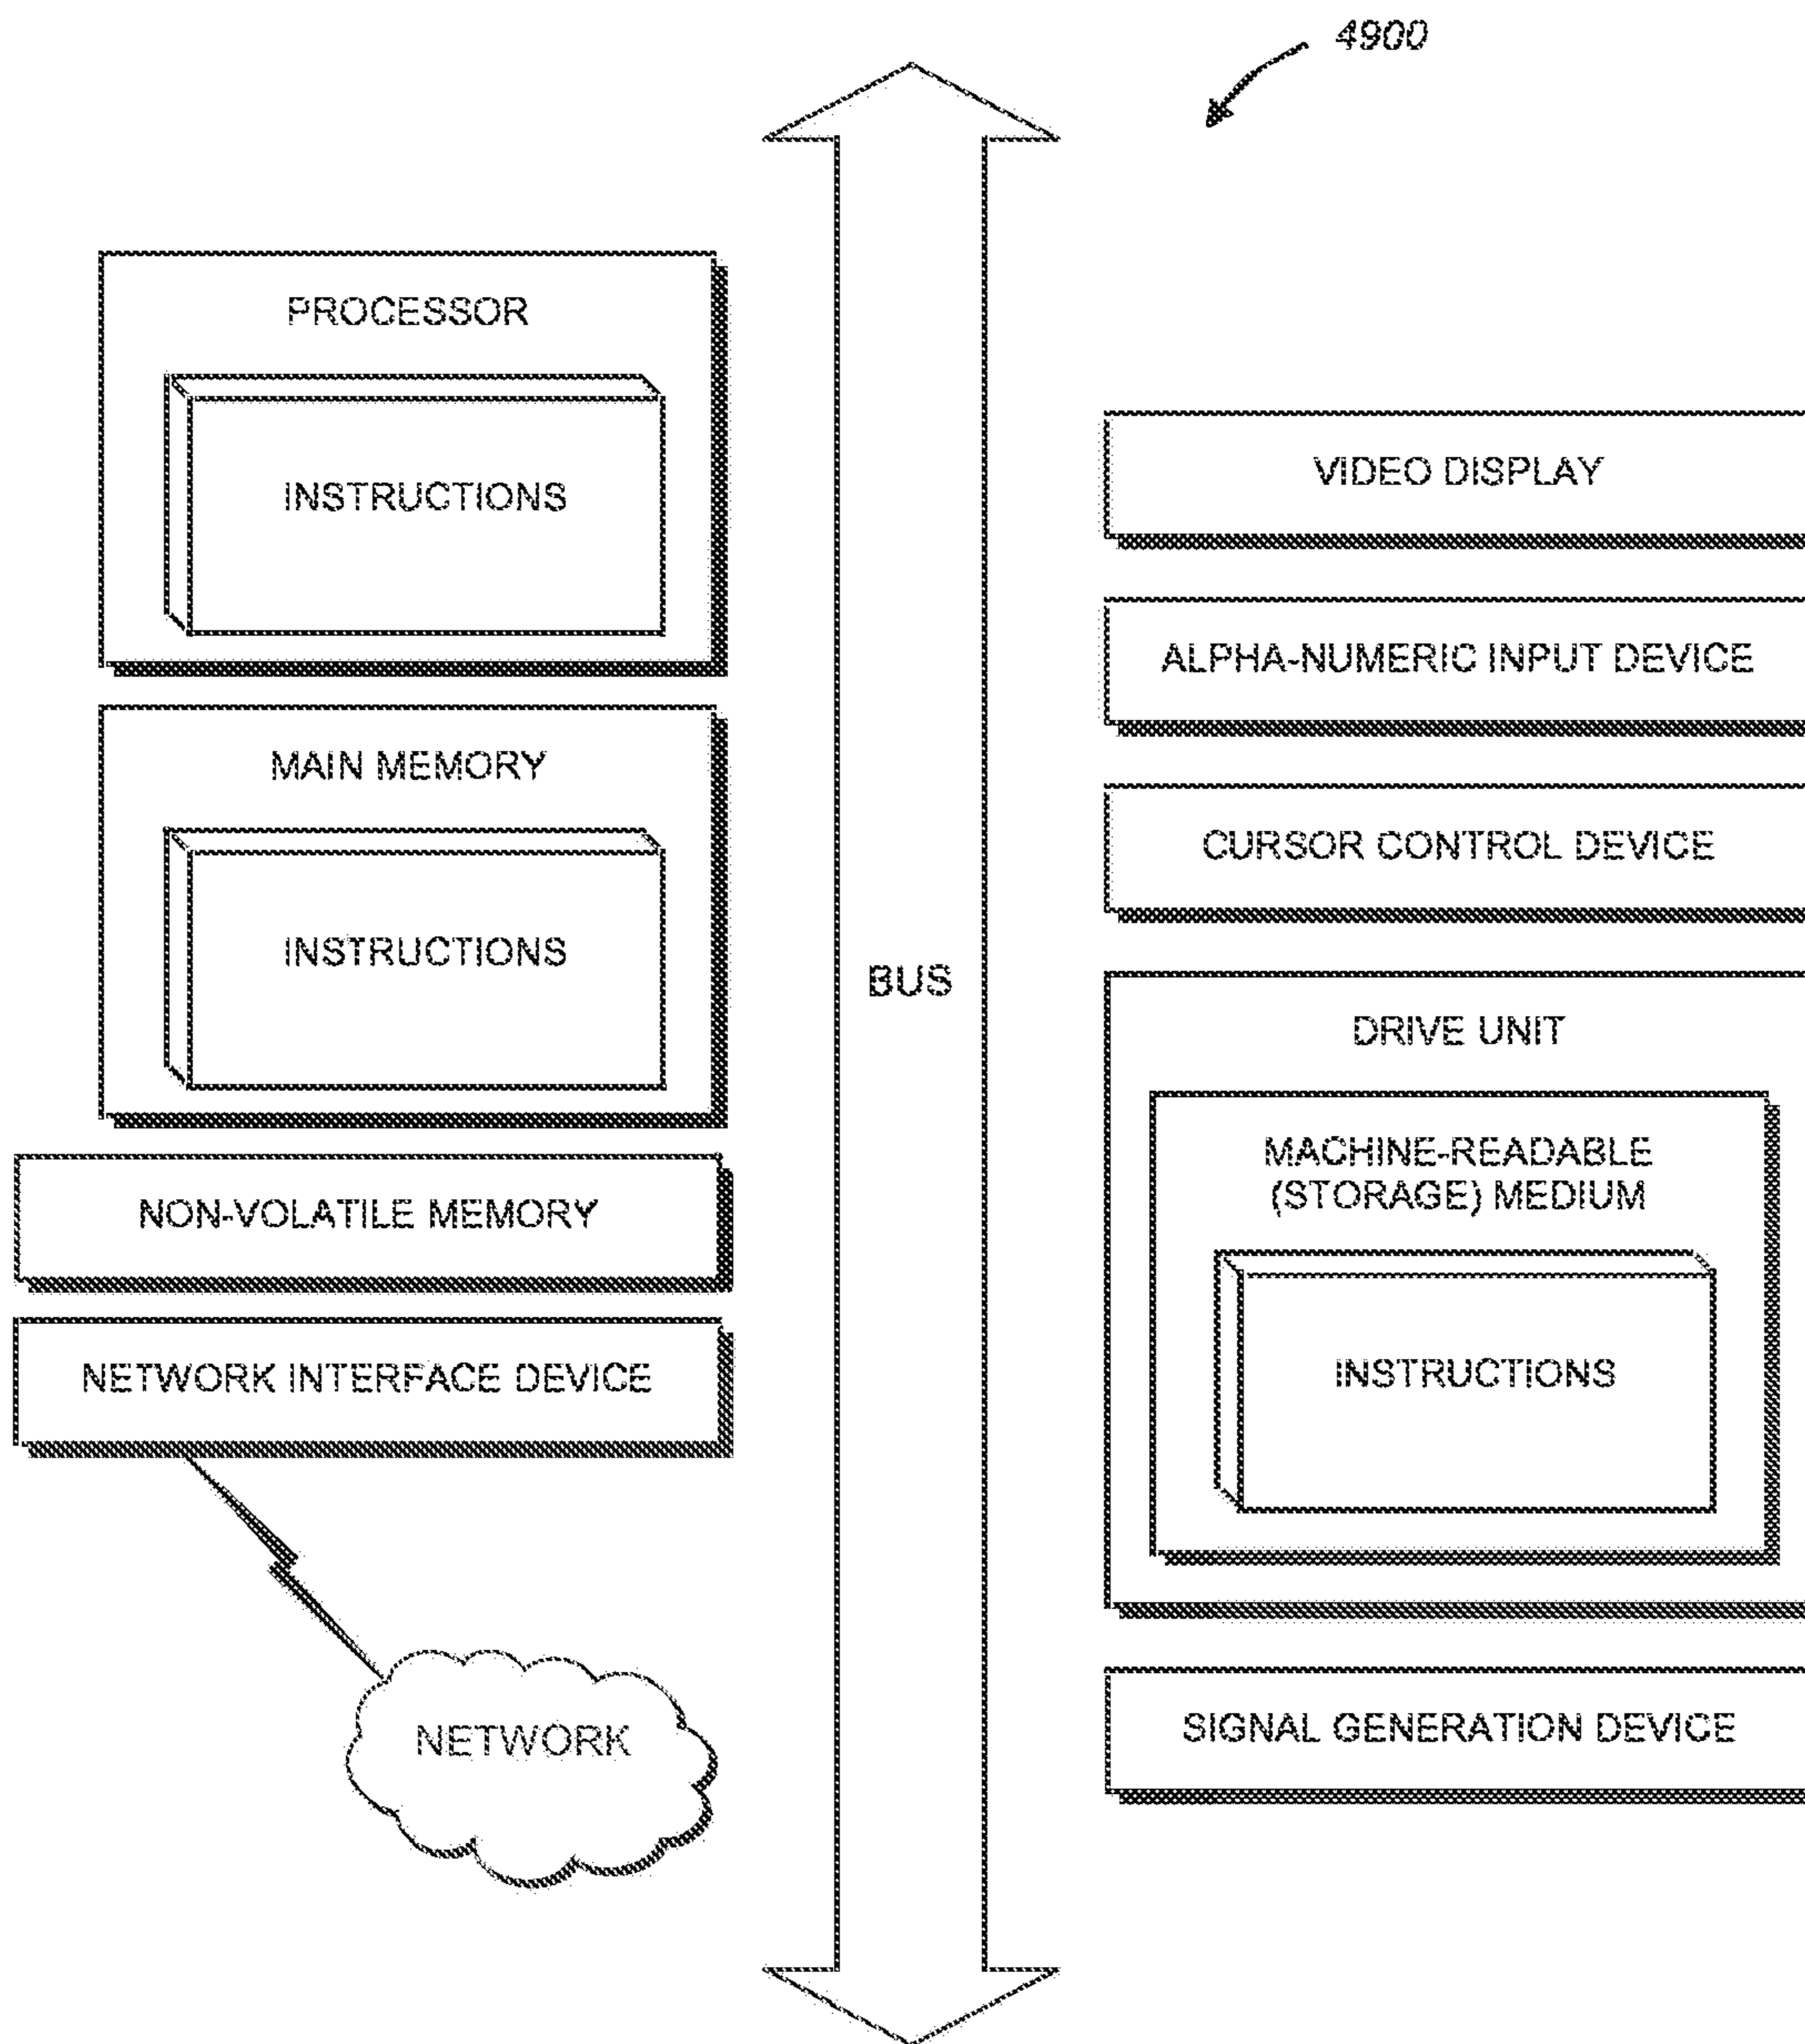 4900
PROCESSOR
INSTRUCTIONS
MAIN MEMORY
INSTRUCTIONS
NON-VOLATILE MEMORY
NETWORK INTERFACE DEVICE
NETWORK
BUS
VIDEO DISPLAY
ALPHA-NUMERIC INPUT DEVICE
CURSOR CONTROL DEVICE
DRIVE UNIT
MACHINE-READABLE
(STORAGE) MEDIUM
INSTRUCTIONS
SIGNAL GENERATION DEVICE